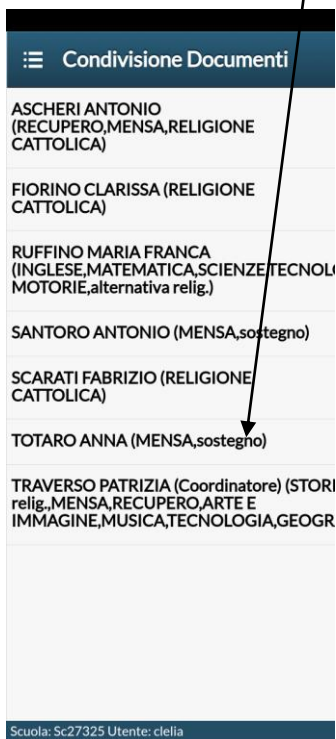 Condivisione Documenti
ASCHERI ANTONIO
(RECUPERO,MENSA,RELIGIONE
CATTOLICA)
FIORINO CLARISSA (RELIGIONE
CATTOLICA)
RUFFINO MARIA FRANCA
(INGLESE,MATEMATICA,SCIENZE,TECNOLO
MOTORIE,alternativa relig.)
SANTORO ANTONIO (MENSA,sostegno)
SCARATI FABRIZIO (RELIGIONE
CATTOLICA)
TOTARO ANNA (MENSA,sostegno)
TRAVERSO PATRIZIA (Coordinatore) (STORI
relig.,MENSA,RECUPERO,ARTE E
IMMAGINE,MUSICA,TECNOLOGIA,GEOGR
Scuola: Sc27325 Utente: clelia